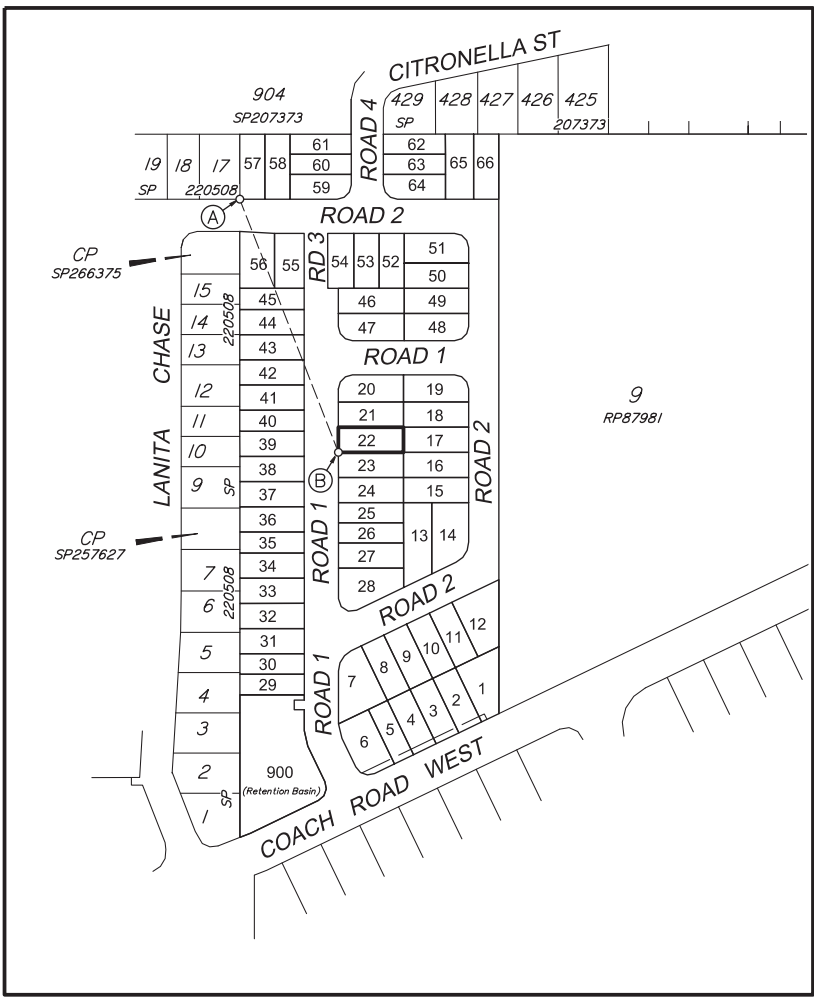 CITRONELLA ST
904
SP207373
ROAD 4
429 428 427 426 425
SP 207373
19 18 17 57 58
SP 220508
61
60
59
62
63
64
65 66
A
ROAD 2
CP
SP266375
56 55
RD 3
54 53 52
51
50
49
48
46
47
15
14
13
12
11
10
9
220508
SP
LANITA CHASE
45
44
43
42
41
40
39
38
37
36
35
34
33
32
31
30
29
ROAD 1
20 19
21 18
22 17
23 16
24 15
25
26
27
28
13 14
B
ROAD 1
ROAD 2
9
RP87981
CP
SP257627
7
6
5
4
3
2
1
220508
SP
ROAD 2
ROAD 1
7 8 9 10 11 12
6 5 4 3 2 1
900
(Retention Basin)
COACH ROAD WEST